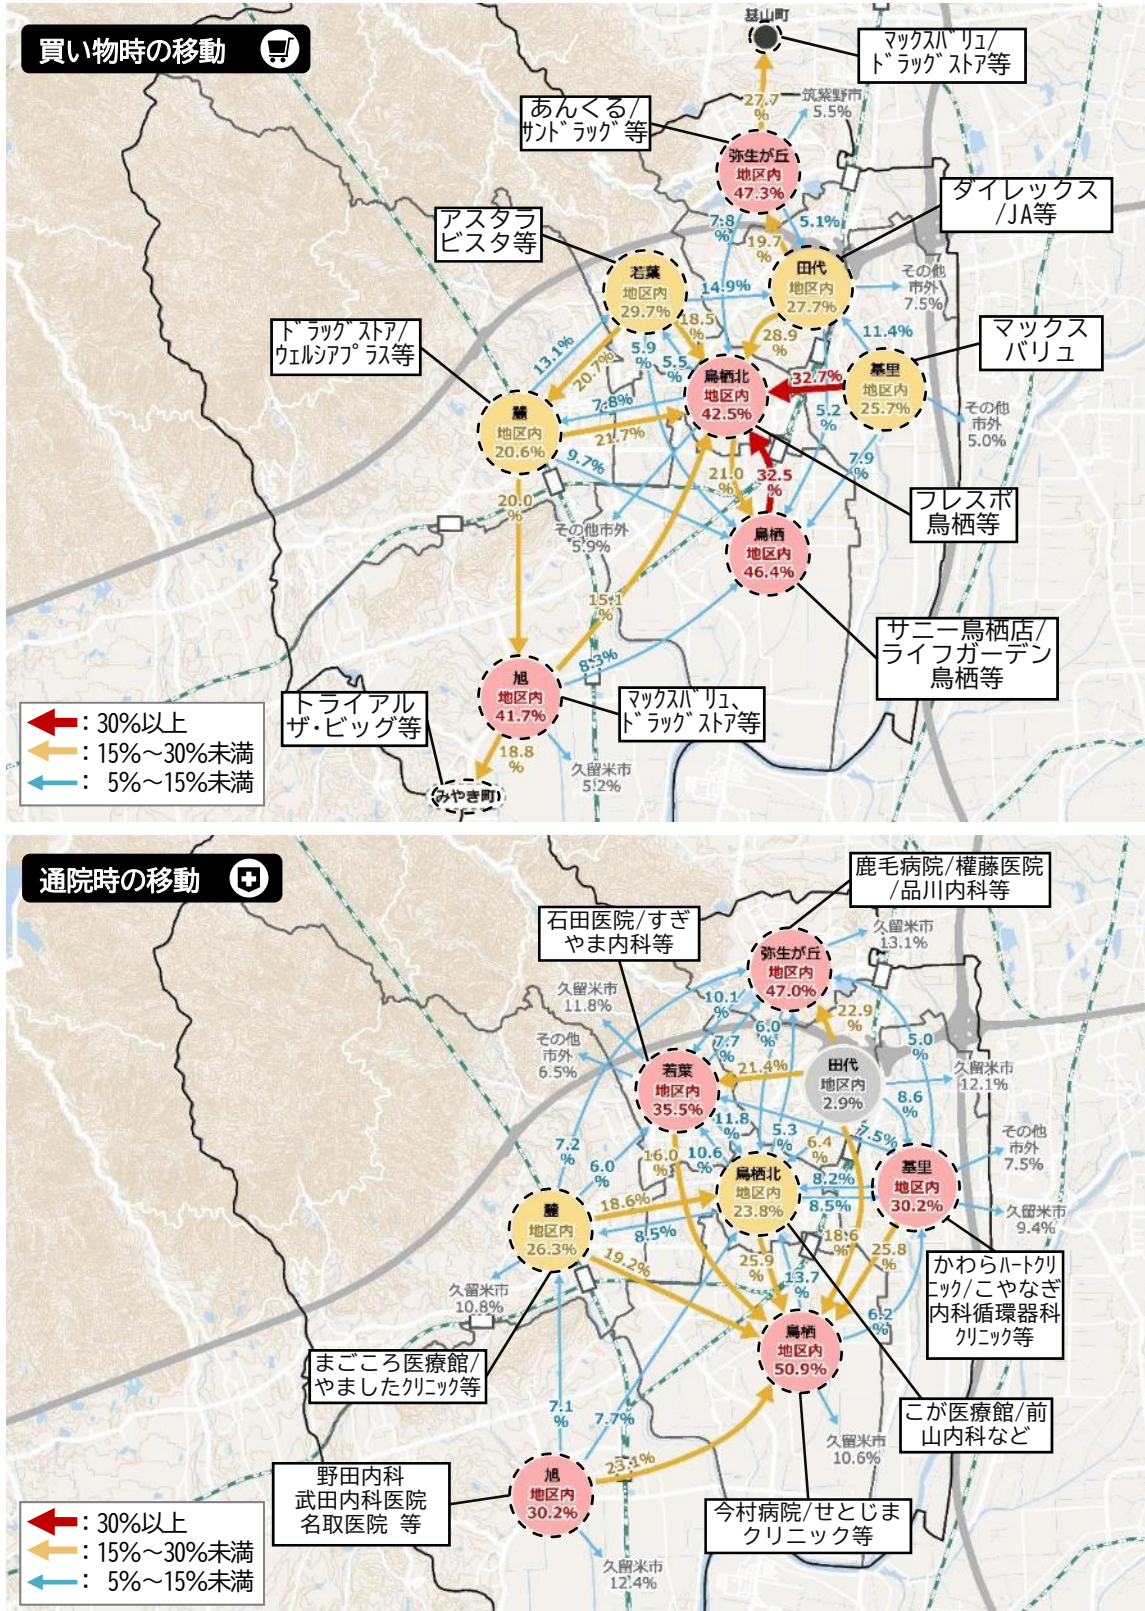 買い物時の移動
基山町
マックスバリュ/
ドラッグストア等
27.7
%
筑紫野市
5.5%
あんくる/
サンドラッグ等
弥生が丘
地区内
47.3%
ダイレックス
/JA等
アスタラ
ビスタ等
7.8
%
5.1%
19.7
%
若葉
地区内
29.7%
田代
地区内
27.7%
その他
市外
7.5%
14.9%
18.5
%
28.9
%
11.4%
ドラッグストア/
ウェルシアプラス等
マックス
バリュ
13.1%
20.7%
5.9
%
5.5
%
鳥栖北
地区内
42.5%
32.7%
基里
地区内
25.7%
その他
市外
5.0%
麓
地区内
20.6%
7.8%
21.7%
9.7%
5.2
%
7.9
%
21.0
%
32.5
%
20.0
%
フレスポ
鳥栖等
その他市外
5.9%
鳥栖
地区内
46.4%
15.1
%
8.3%
サニー鳥栖店/
ライフガーデン
鳥栖等
旭
地区内
41.7%
トライアル
ザ・ビッグ等
マックスバリュ、
ドラッグストア等
18.8
%
久留米市
5.2%
みやき町
:30%以上
:15%～30%未満
: 5%～15%未満
通院時の移動
鹿毛病院/権藤医院
/品川内科等
石田医院/すぎ
やま内科等
久留米市
13.1%
弥生が丘
地区内
47.0%
久留米市
11.8%
10.1
%
6.0
%
22.9
%
5.0
%
その他
市外
6.5%
7.7
%
若葉
地区内
35.5%
21.4%
田代
地区内
2.9%
久留米市
12.1%
8.6
%
11.8
%
5.3
%
6.4
%
7.5%
その他
市外
7.5%
7.2
%
6.0
%
16.0
%
10.6
%
鳥栖北
地区内
23.8%
8.2%
8.5%
基里
地区内
30.2%
久留米市
9.4%
麓
地区内
26.3%
18.6%
8.5%
19.2%
25.9
%
13.7
%
18.6
%
25.8
%
6.2
%
かわらハートクリ
ニック/こやなぎ
内科循環器科
クリニック等
久留米市
10.8%
まごころ医療館/
やましたクリニック等
鳥栖
地区内
50.9%
7.1
%
7.7%
こが医療館/前
山内科など
久留米市
10.6%
23.1%
野田内科
武田内科医院
名取医院 等
旭
地区内
30.2%
今村病院/せとじま
クリニック等
久留米市
12.4%
:30%以上
:15%～30%未満
: 5%～15%未満